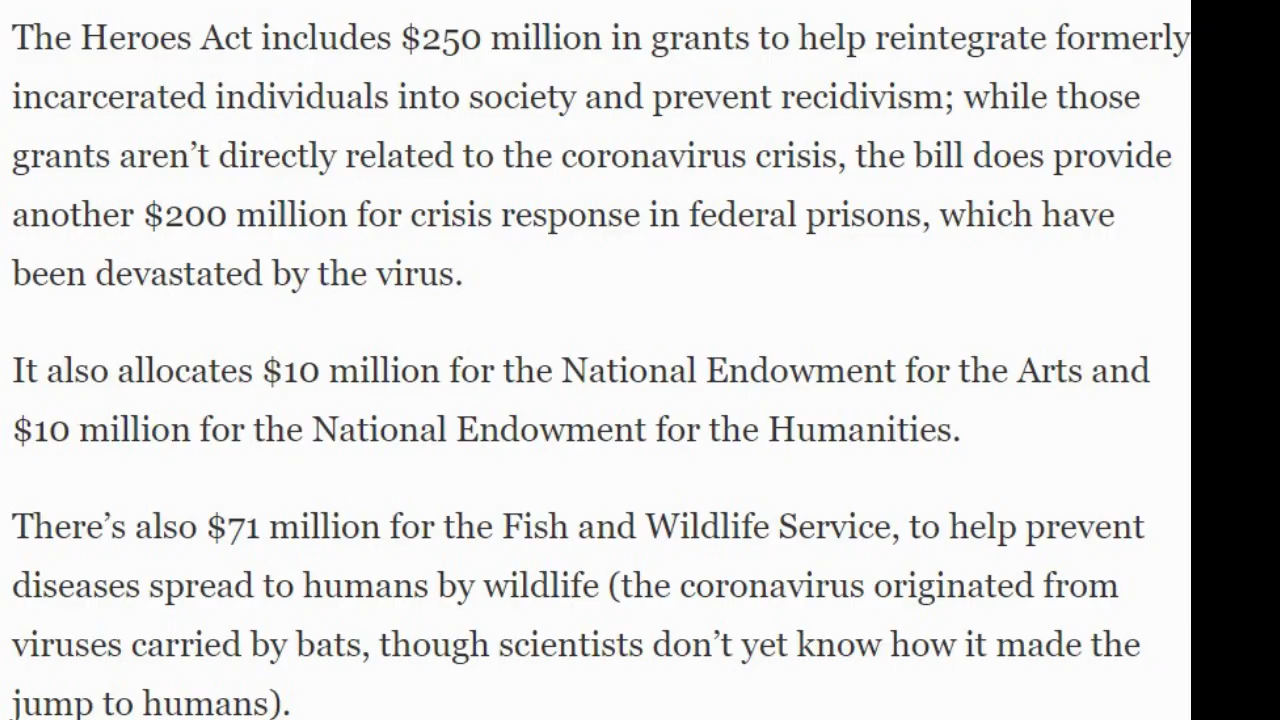 The Heroes Act includes $250 million in grants to help reintegrate formerly
incarcerated individuals into society and prevent recidivism; while those
grants aren’t directly related to the coronavirus crisis, the bill does provide
another $200 million for crisis response in federal prisons, which have
been devastated by the virus.
It also allocates $10 million for the National Endowment for the Arts and
$10 million for the National Endowment for the Humanities.
There’s also $71 million for the Fish and Wildlife Service, to help prevent
diseases spread to humans by wildlife (the coronavirus originated from
viruses carried by bats, though scientists don’t yet know how it made the
jump to humans).